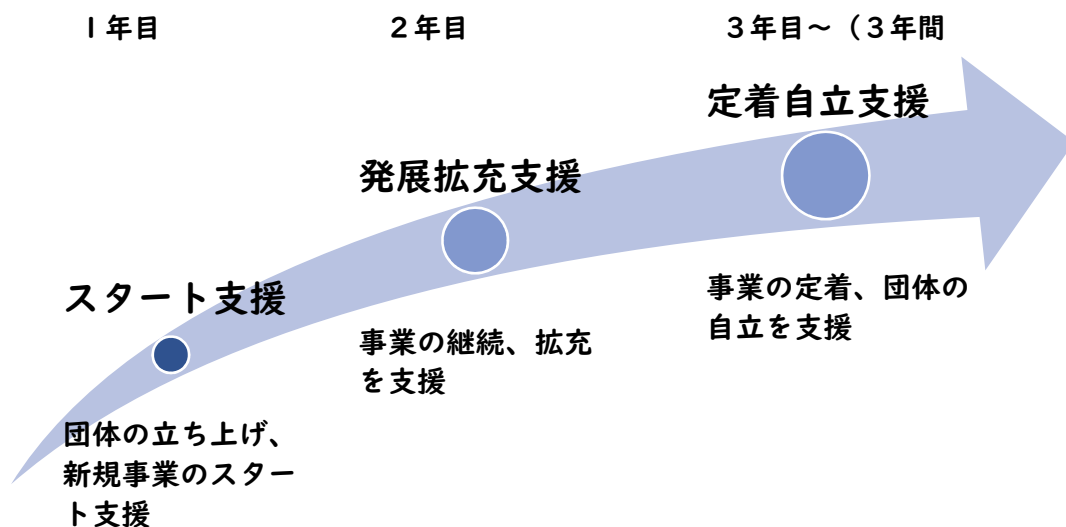 1年目
2年目
3年目～（3年間
定着自立支援
発展拡充支援
スタート支援
事業の定着、団体の
自立を支援
事業の継続、拡充
を支援
団体の立ち上げ、
新規事業のスター
ト支援